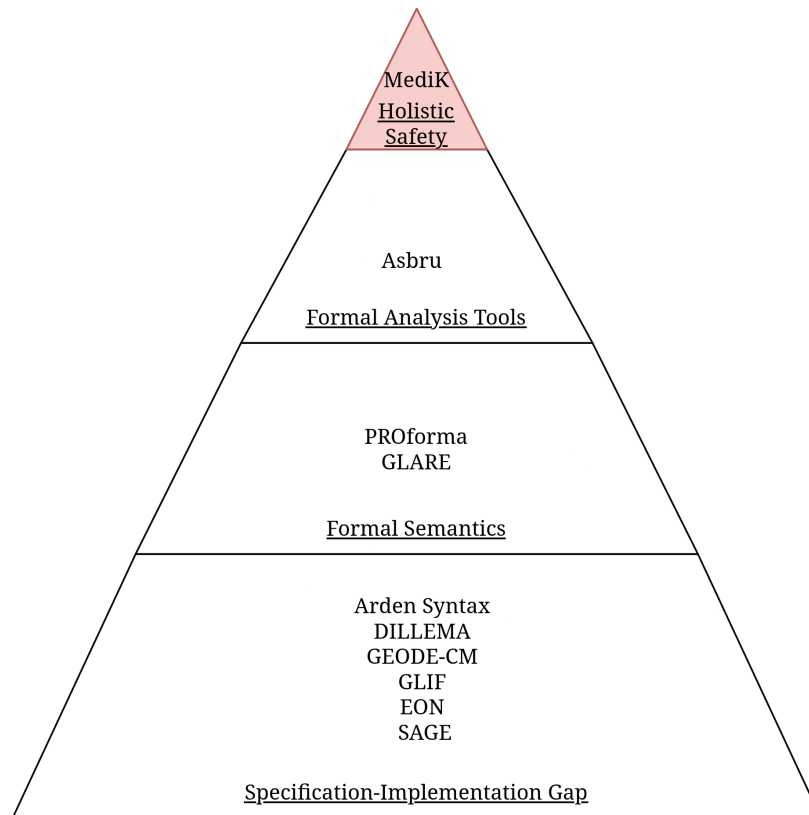 MediK
Holistic
Safety
Asbru
Formal Analysis Tools
PROforma
GLARE
Formal Semantics
Arden Syntax
DILLEMA
GEODE-CM
GLIF
EON
SAGE
Specification-Implementation Gap